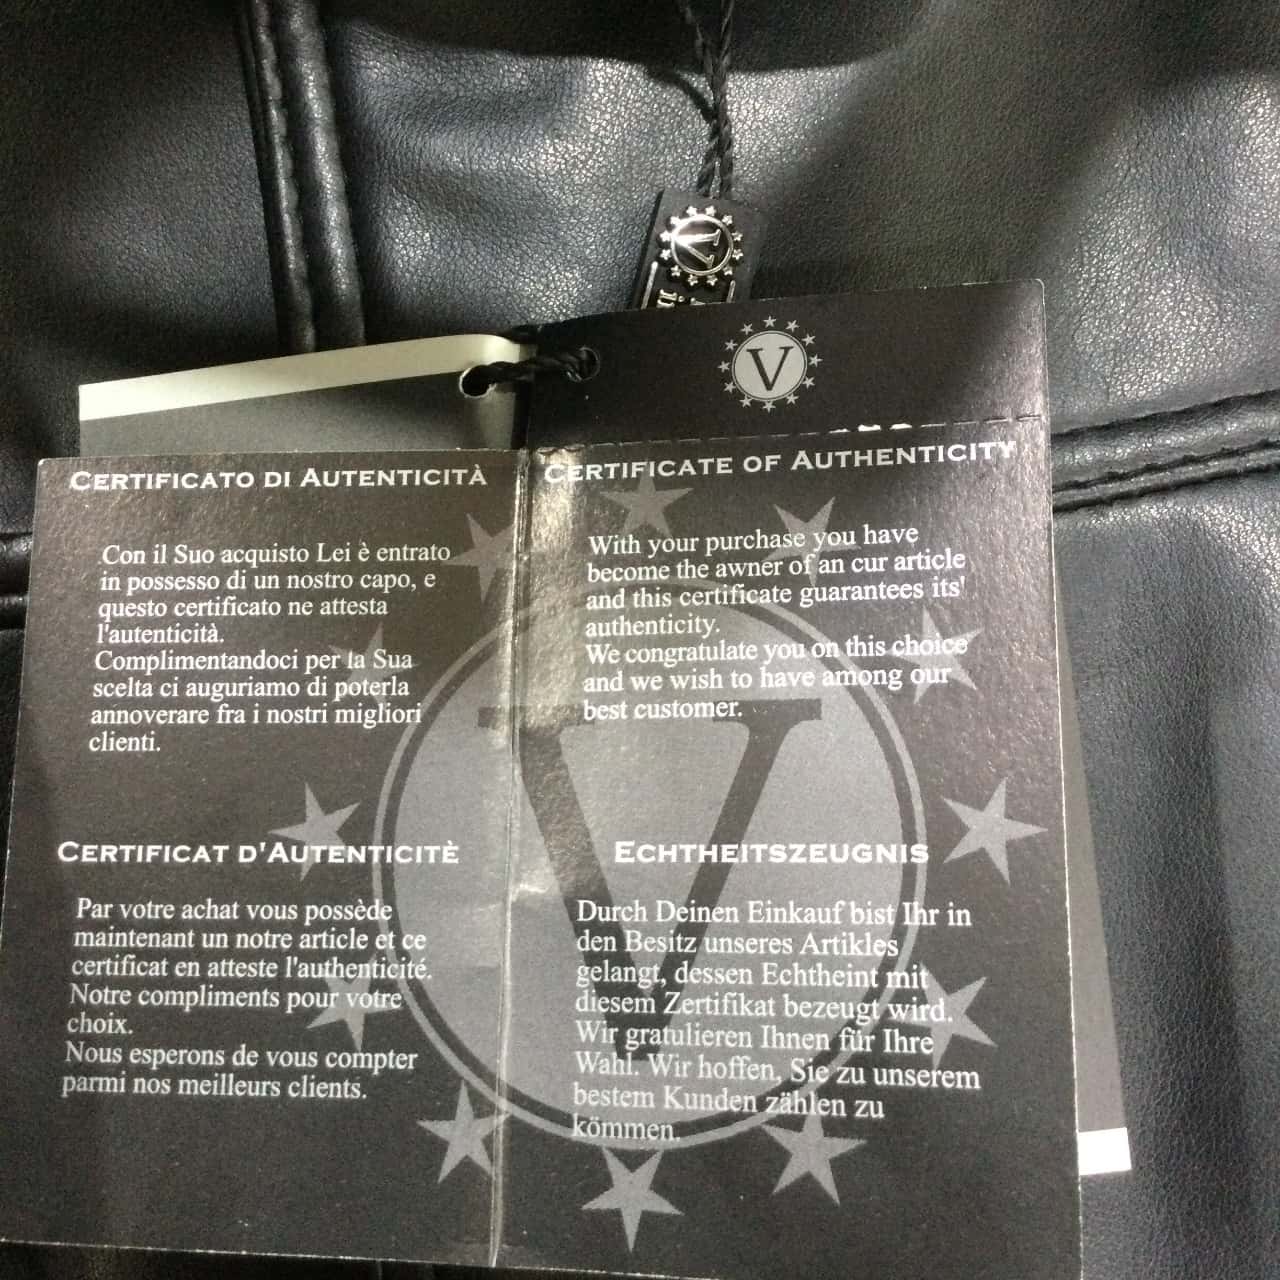 V
V
CERTIFICATO DI AUTENTICITÀ
Con il Suo acquisto Lei è entrato
in possesso di un nostro capo, e
questo certificato ne attesta
l'autenticità.
Complimentandoci per la Sua
scelta ci auguriamo di poterla
annoverare fra i nostri migliori
clienti.
CERTIFICATE OF AUTHENTICITY
With your purchase you have
become the awner of an cur article
and this certificate guarantees its'
authenticity.
We congratulate you on this choice
and we wish to have among our
best customer.
V
CERTIFICAT D'AUTENTICITÈ
Par votre achat vous possède
maintenant un notre article et ce
certificat en atteste l'authenticité.
Notre compliments pour votre
choix.
Nous esperons de vous compter
parmi nos meilleurs clients.
ECHTHEITSZEUGNIS
Durch Deinen Einkauf bist Ihr in
den Besitz unseres Artikles
gelangt, dessen Echtheint mit
diesem Zertifikat bezeugt wird.
Wir gratulieren Ihnen für Ihre
Wahl. Wir hoffen, Sie zu unserem
bestem Kunden zählen zu
kömmen.